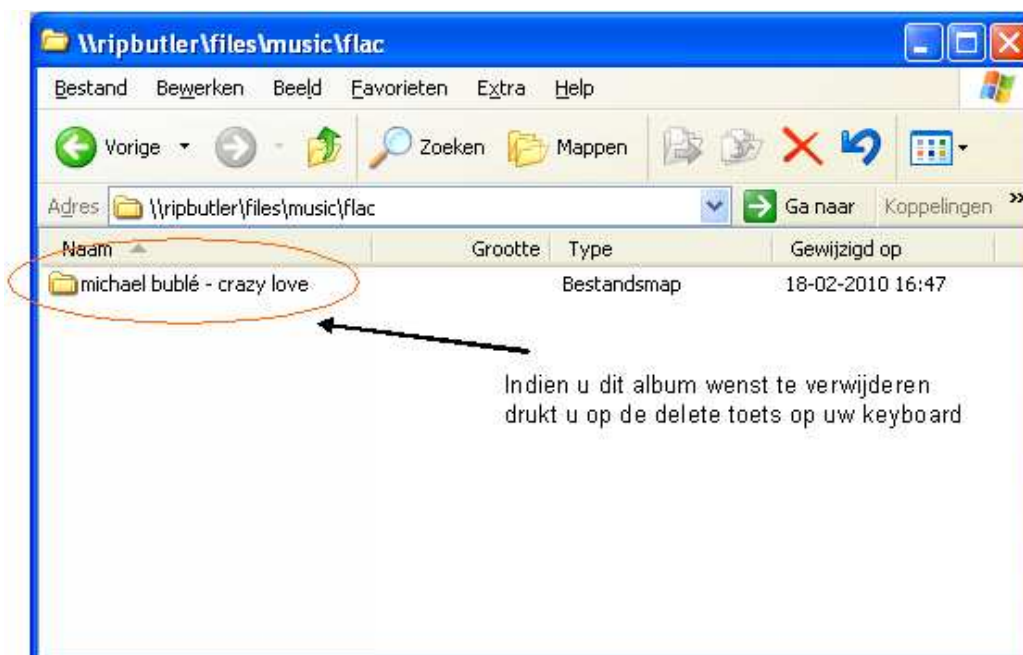 \\ripbutler\files\music\flac
Bestand Bewerken Beeld Favorieten Extra Help
Vorige Zoeken Mappen
Adres \\ripbutler\files\music\flac Ga naar Koppelingen »
Naam Grootte Type Gewijzigd op
michael bublé - crazy love Bestandsmap 18-02-2010 16:47
Indien u dit album wenst te verwijderen
drukt u op de delete toets op uw keyboard